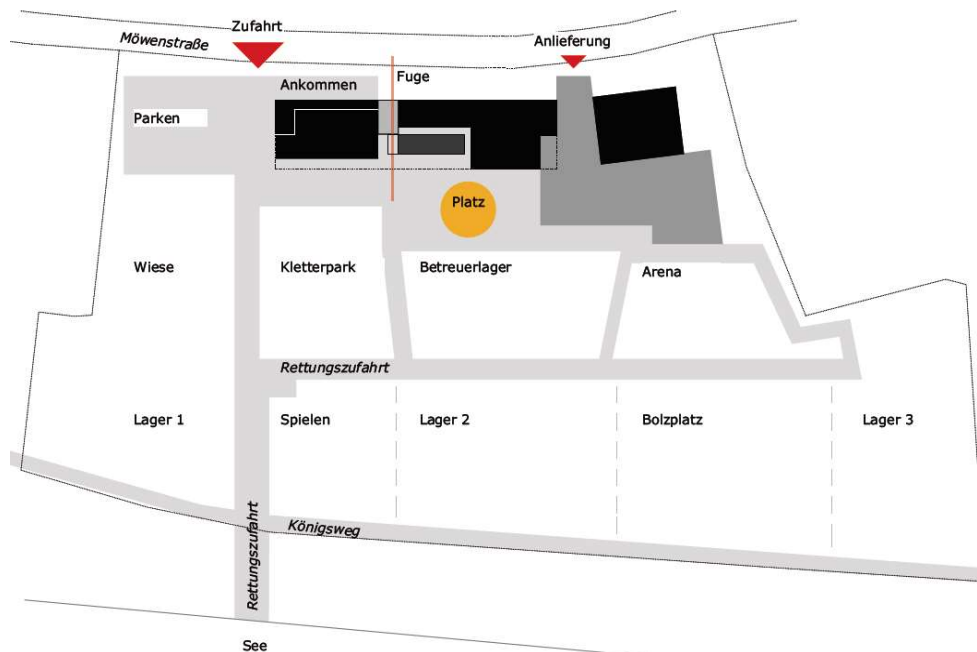 Zufahrt
Möwenstraße
Anlieferung
Ankommen
Fuge
Parken
Platz
Wiese
Kletterpark
Betreuerlager
Arena
Rettungszufahrt
Lager 1
Spielen
Lager 2
Bolzplatz
Lager 3
Rettungszufahrt
Königsweg
See